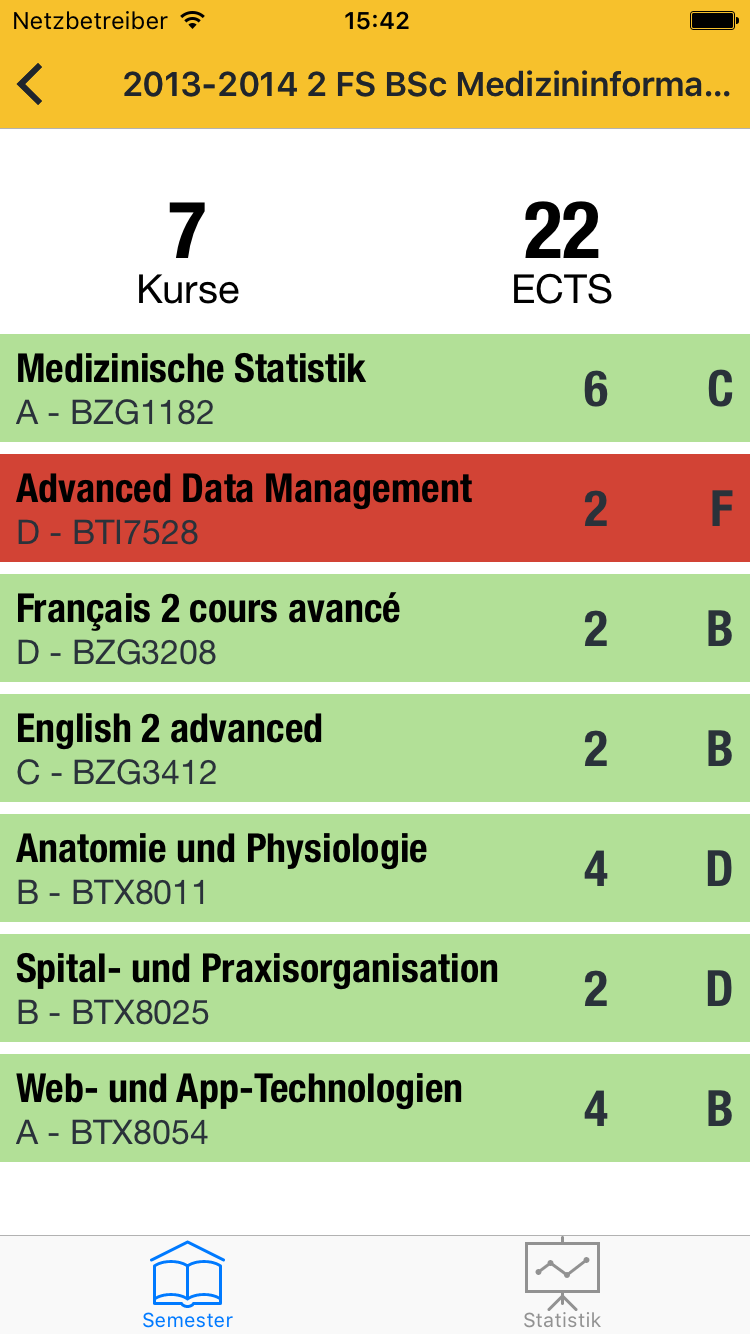 Netzbetreiber 15:42
2013-2014 2 FS BSc Medizininforma...
7 22
Kurse ECTS
Medizinische Statistik 6 C
A - BZG1182
Advanced Data Management 2 F
D - BTI7528
Français 2 cours avancé 2 B
D - BZG3208
English 2 advanced 2 B
C - BZG3412
Anatomie und Physiologie 4 D
B - BTX8011
Spital- und Praxisorganisation 2 D
B - BTX8025
Web- und App-Technologien 4 B
A - BTX8054
Semester Statistik